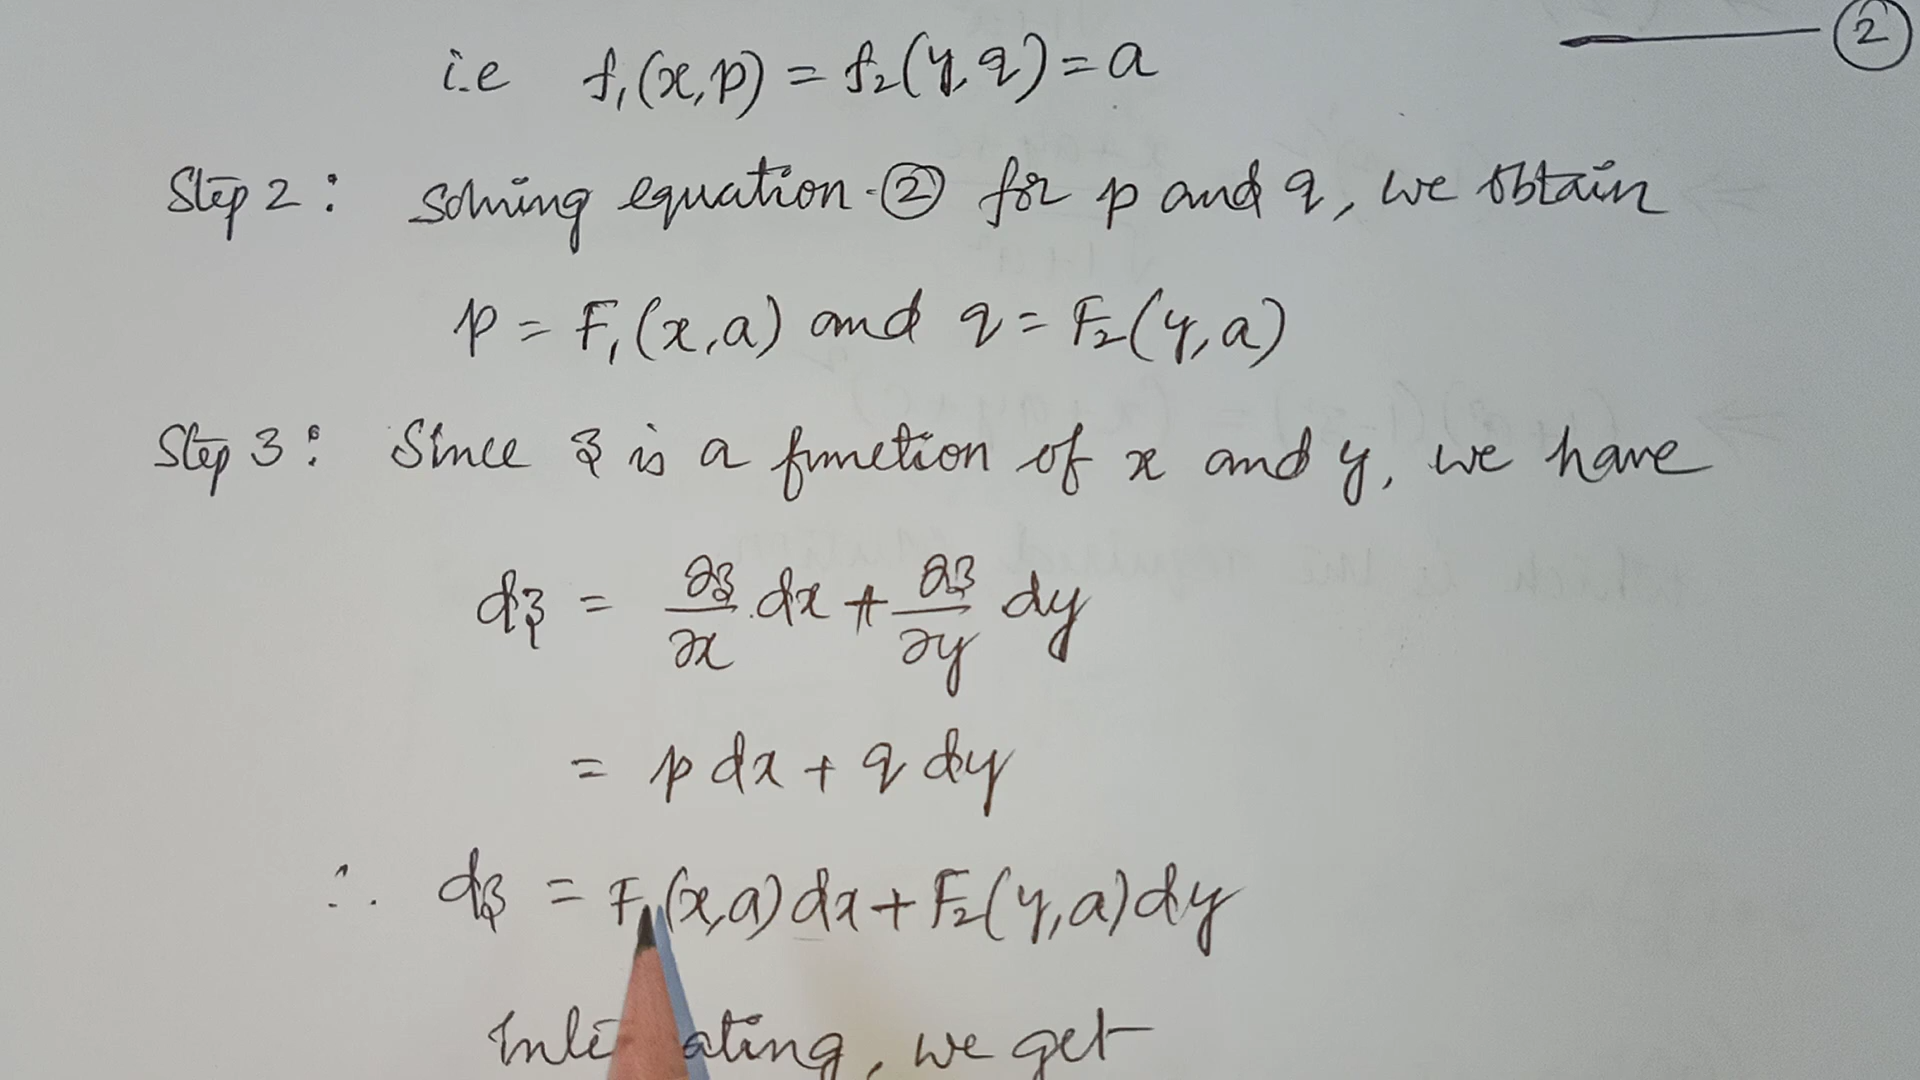 ②
i.e f₁(x,p) = f₂(y,q) = a
Step 2: Solving equation-② for p and q, we obtain
p = F₁(x,a) and q = F₂(y,a)
Step 3: Since z is a function of x and y, we have
dz = ∂z/∂x . dx + ∂z/∂y dy
= p dx + q dy
∴ dz = F₁(x,a) dx + F₂(y,a) dy
we get